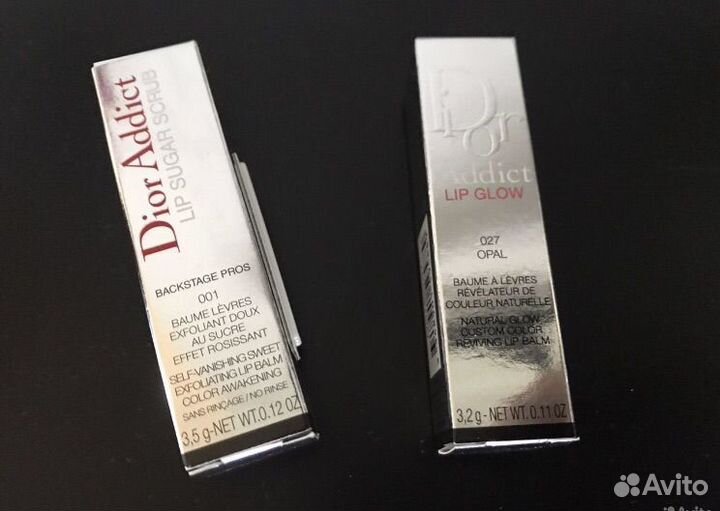 Dior Addict
LIP SUGAR SCRUB
BACKSTAGE PROS
001
BAUME LÈVRES
EXFOLIANT DOUX
AU SUCRE
EFFET ROSISSANT
SELF-VANISHING SWEET
EXFOLIATING LIP BALM
COLOR AWAKENING
SANS RINÇAGE / NO RINSE
3,5 g-NET WT.0.12 OZ
Dior
Addict
LIP GLOW
027
OPAL
BAUME À LÈVRES
RÉVÉLATEUR DE
COULEUR NATURELLE
NATURAL GLOW
CUSTOM COLOR
REVIVING LIP BALM
3,2 g-NET WT.0.11 OZ
Avito